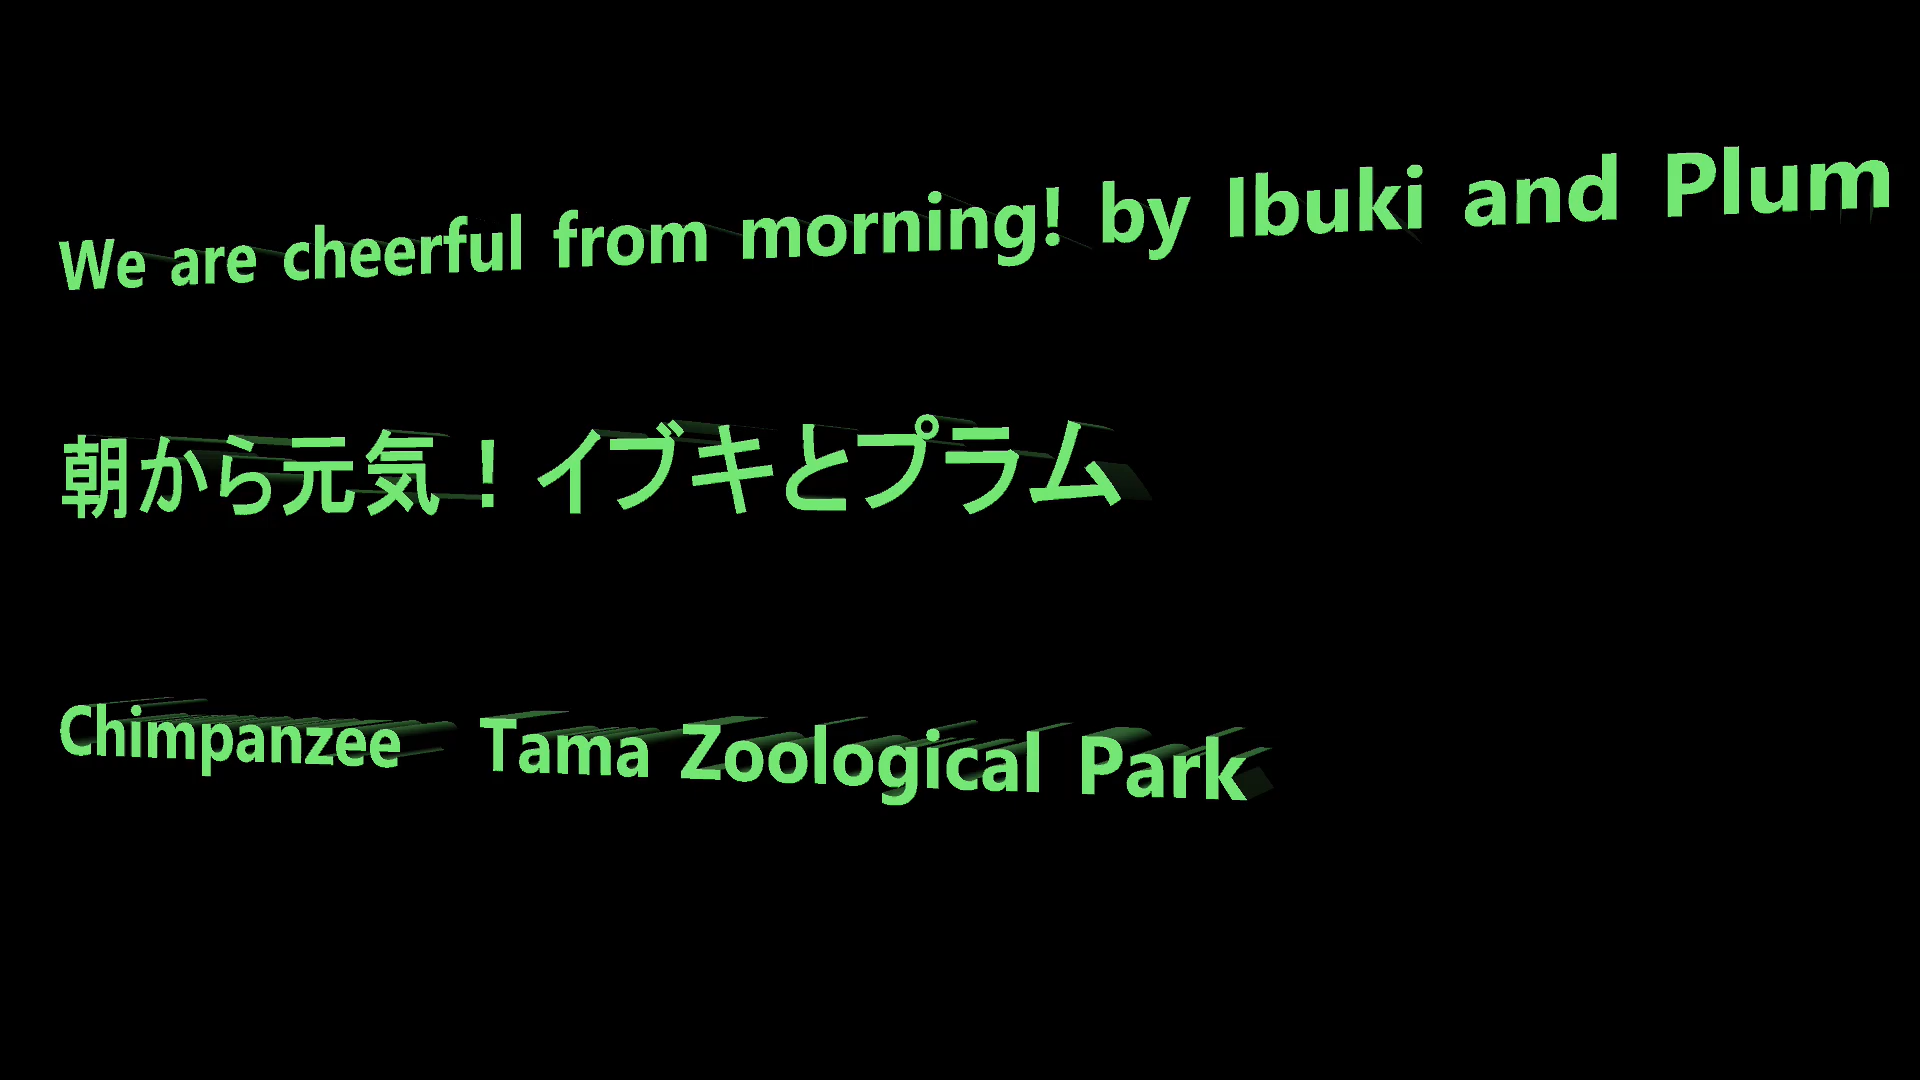 We are cheerful from morning! by Ibuki and Plum
朝から元気！イブキとプラム
Chimpanzee　Tama Zoological Park